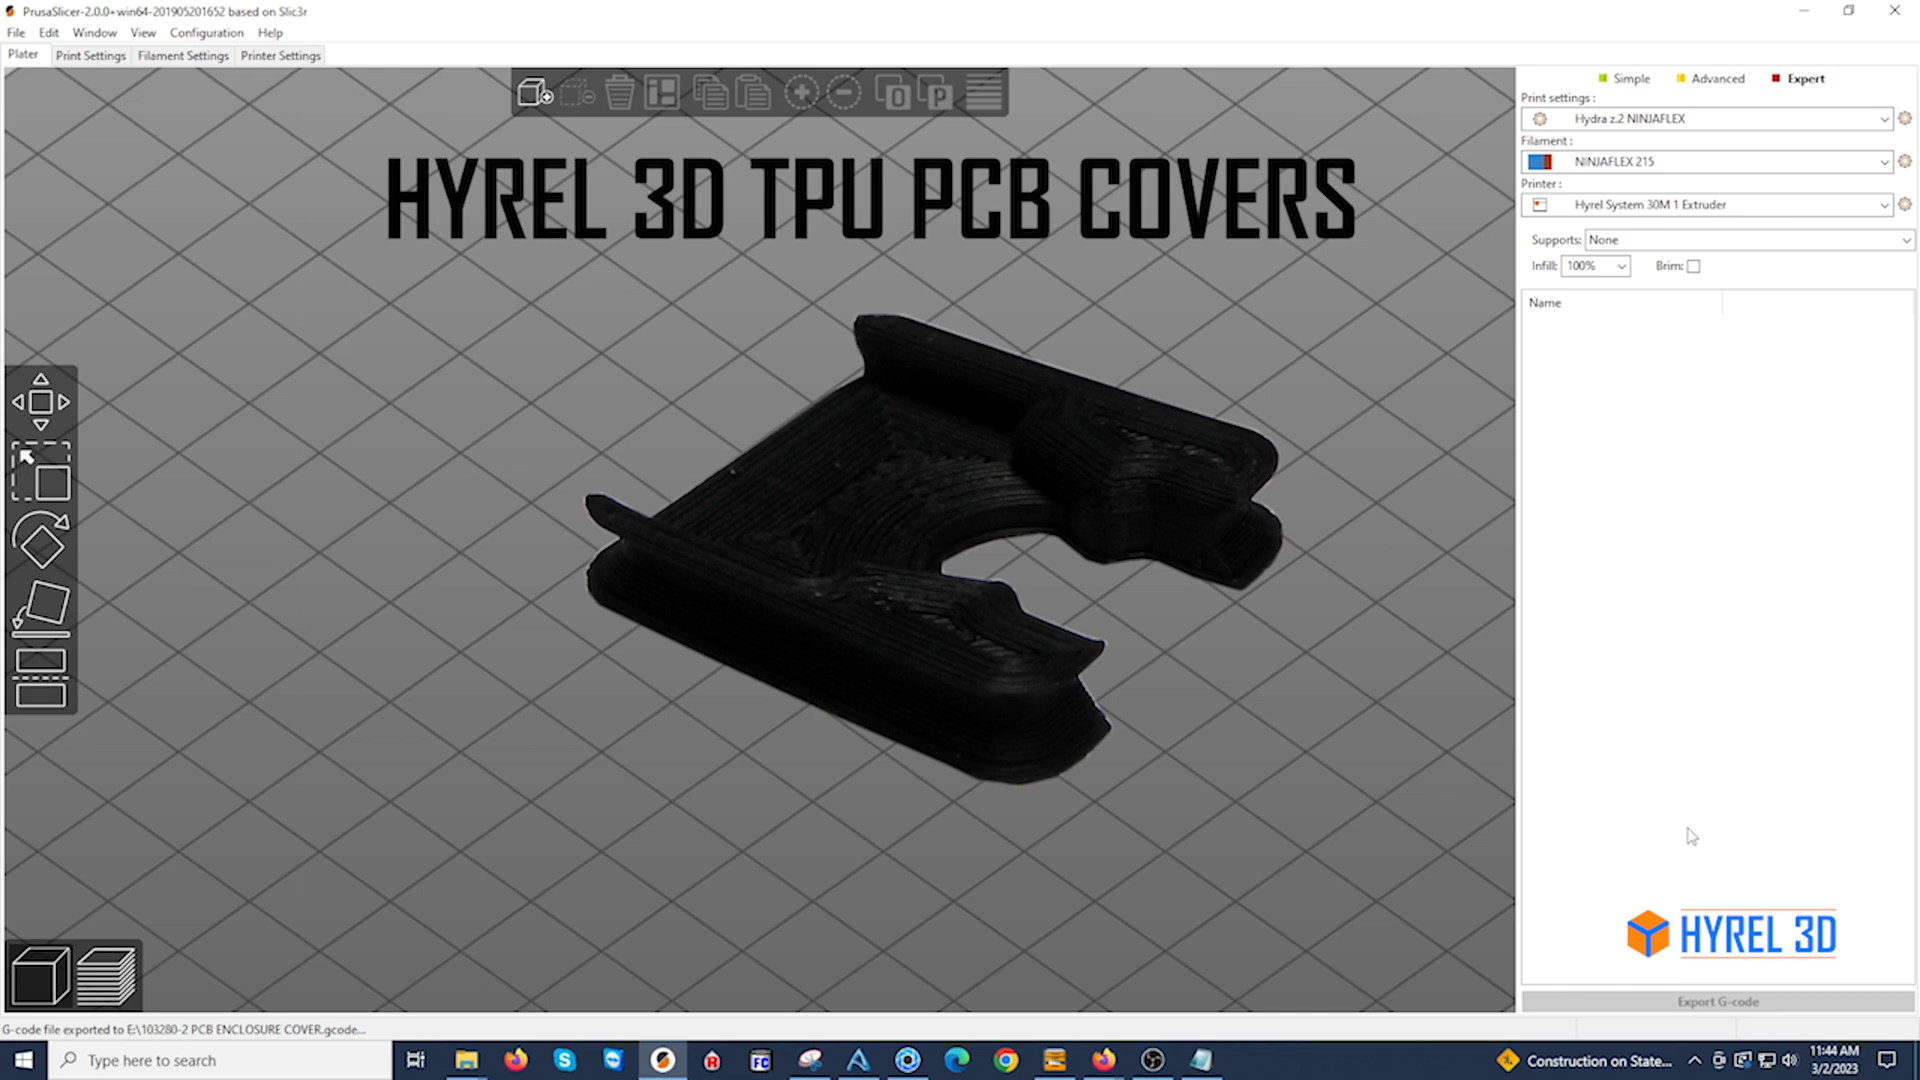 PrusaSlicer-2.0.0+win64-201905201652 based on Slic3r
File Edit Window View Configuration Help
Plater Print Settings Filament Settings Printer Settings
O P
HYREL 3D TPU PCB COVERS
Simple Advanced Expert
Print settings :
Hydra z.2 NINJAFLEX
Filament :
NINJAFLEX 215
Printer :
Hyrel System 30M 1 Extruder
Supports: None
Infill: 100% Brim:
Name
HYREL 3D
Export G-code
G-code file exported to E:\103280-2 PCB ENCLOSURE COVER.gcode...
Type here to search
R
FC
Construction on State...
11:44 AM
3/2/2023